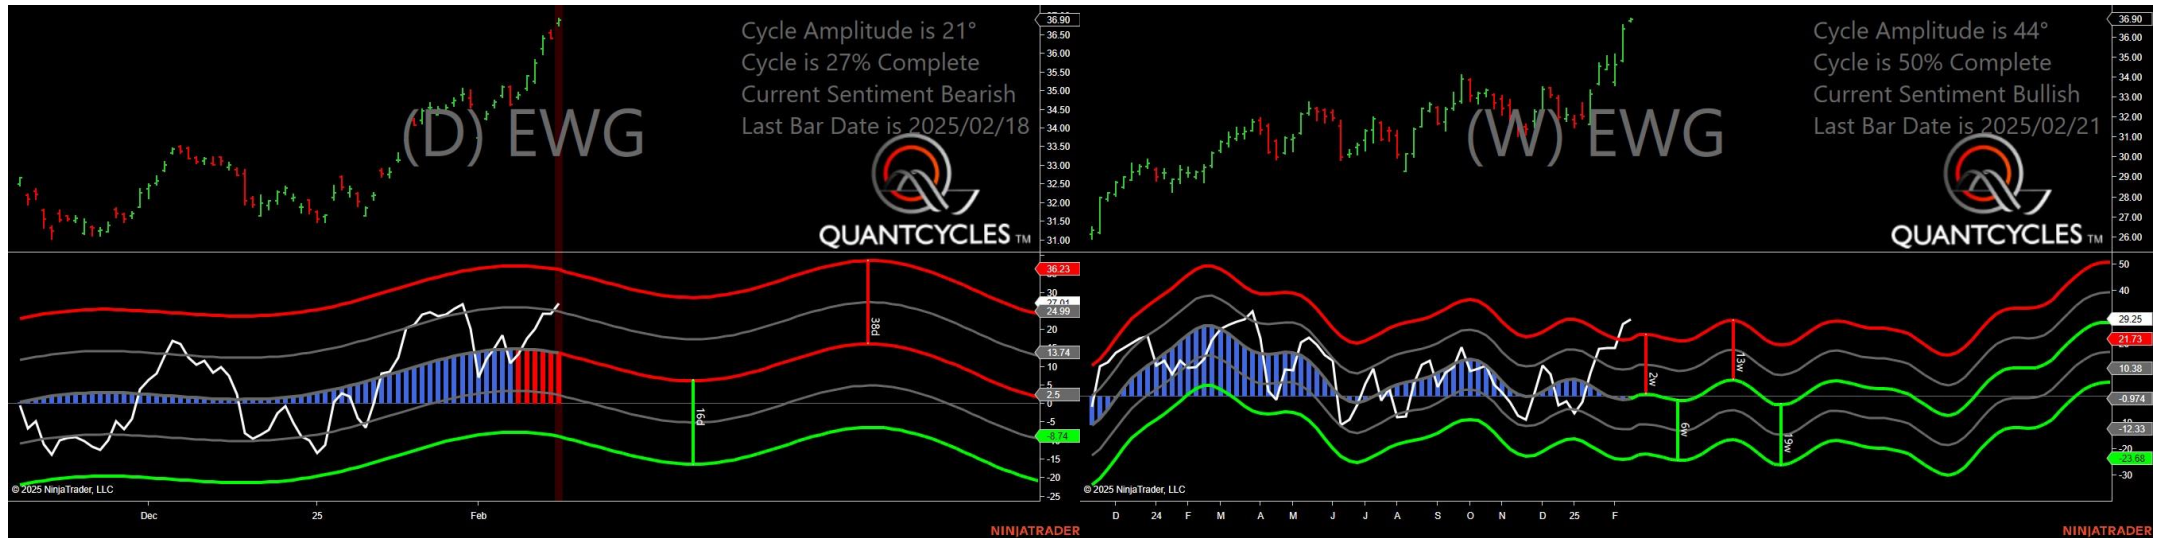 Cycle Amplitude is 21°
Cycle is 27% Complete
Current Sentiment Bearish
Last Bar Date is 2025/02/18
(D) EWG
QUANTCYCLES TM
36.90
36.50
36.00
35.50
35.00
34.50
34.00
33.50
33.00
32.50
32.00
31.50
31.00
36.23
30
27.01
24.99
20
13.74
10
5
2.5
0
-5
-8.74
-15
-20
-25
16d
38d
© 2025 NinjaTrader, LLC
Dec
25
Feb
NINJATRADER
Cycle Amplitude is 44°
Cycle is 50% Complete
Current Sentiment Bullish
Last Bar Date is 2025/02/21
(W) EWG
QUANTCYCLES TM
36.90
36.00
35.00
34.00
33.00
32.00
31.00
30.00
29.00
28.00
27.00
26.00
50
40
29.25
21.73
10.38
-0.974
-12.33
-20
-23.68
-30
2w
13w
6w
19w
© 2025 NinjaTrader, LLC
D
24
F
M
A
M
J
J
A
S
O
N
D
25
F
NINJATRADER